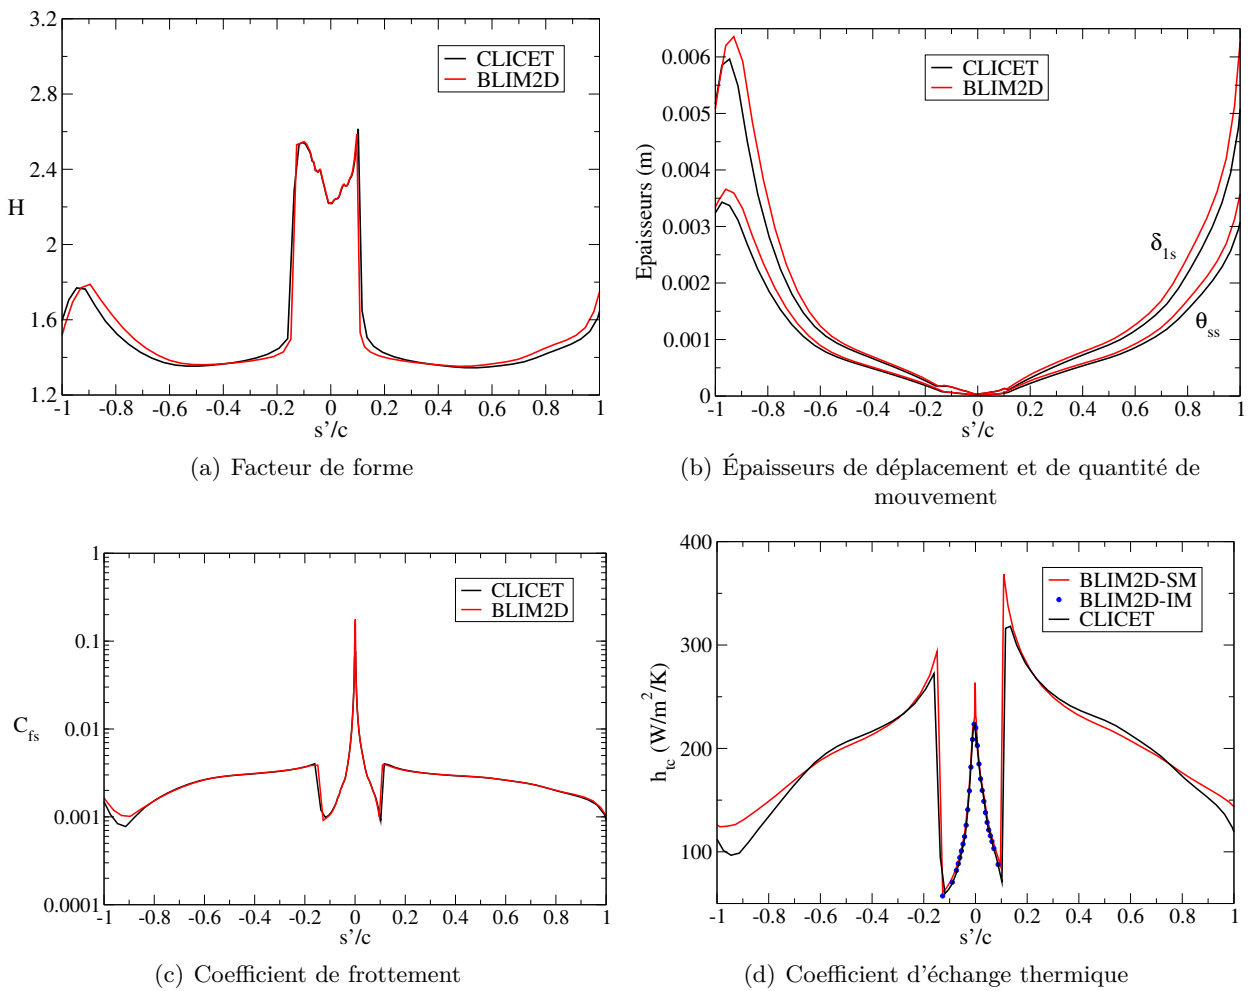 3.2
2.8
2.4
2
1.6
1.2
H
CLICET
BLIM2D
-1 -0.8 -0.6 -0.4 -0.2 0 0.2 0.4 0.6 0.8 1
s'/c
(a) Facteur de forme
0.006
0.005
0.004
0.003
0.002
0.001
0
Epaisseurs (m)
CLICET
BLIM2D
δ1s
θss
-1 -0.8 -0.6 -0.4 -0.2 0 0.2 0.4 0.6 0.8 1
s'/c
(b) Épaisseurs de déplacement et de quantité de
mouvement
1
0.1
0.01
0.001
0.0001
Cfs
CLICET
BLIM2D
-1 -0.8 -0.6 -0.4 -0.2 0 0.2 0.4 0.6 0.8 1
s'/c
(c) Coefficient de frottement
400
300
200
100
htc (W/m²/K)
BLIM2D-SM
BLIM2D-IM
CLICET
-1 -0.8 -0.6 -0.4 -0.2 0 0.2 0.4 0.6 0.8 1
s'/c
(d) Coefficient d'échange thermique